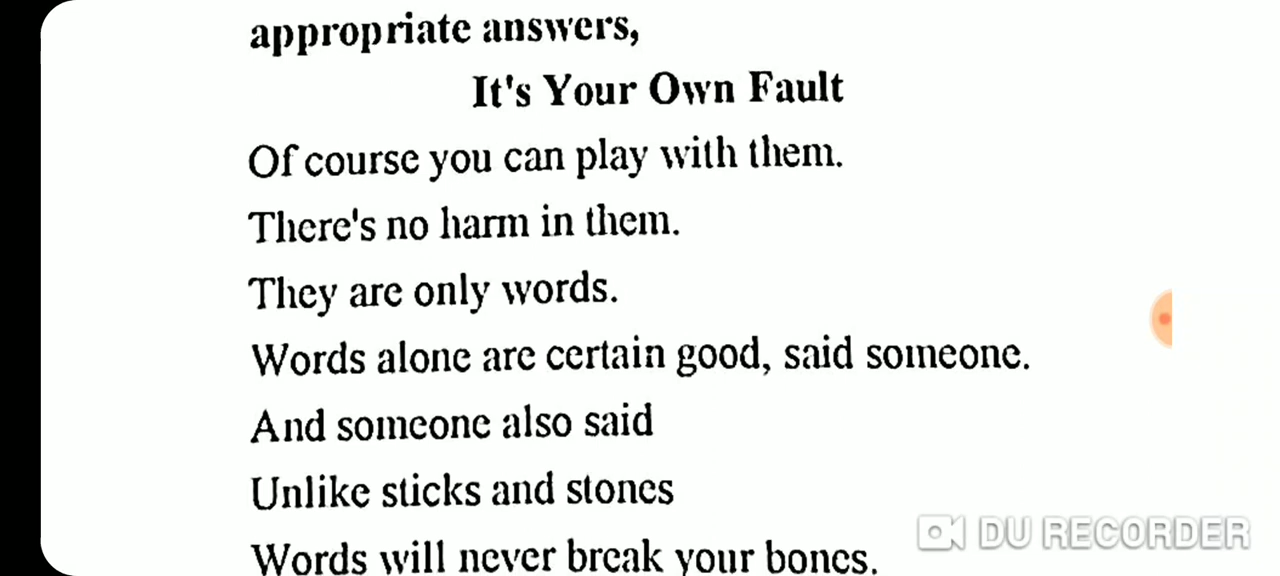 appropriate answers,
It's Your Own Fault
Of course you can play with them.
There's no harm in them.
They are only words.
Words alone are certain good, said someone.
And someone also said
Unlike sticks and stones
Words will never break your bones.
DU RECORDER